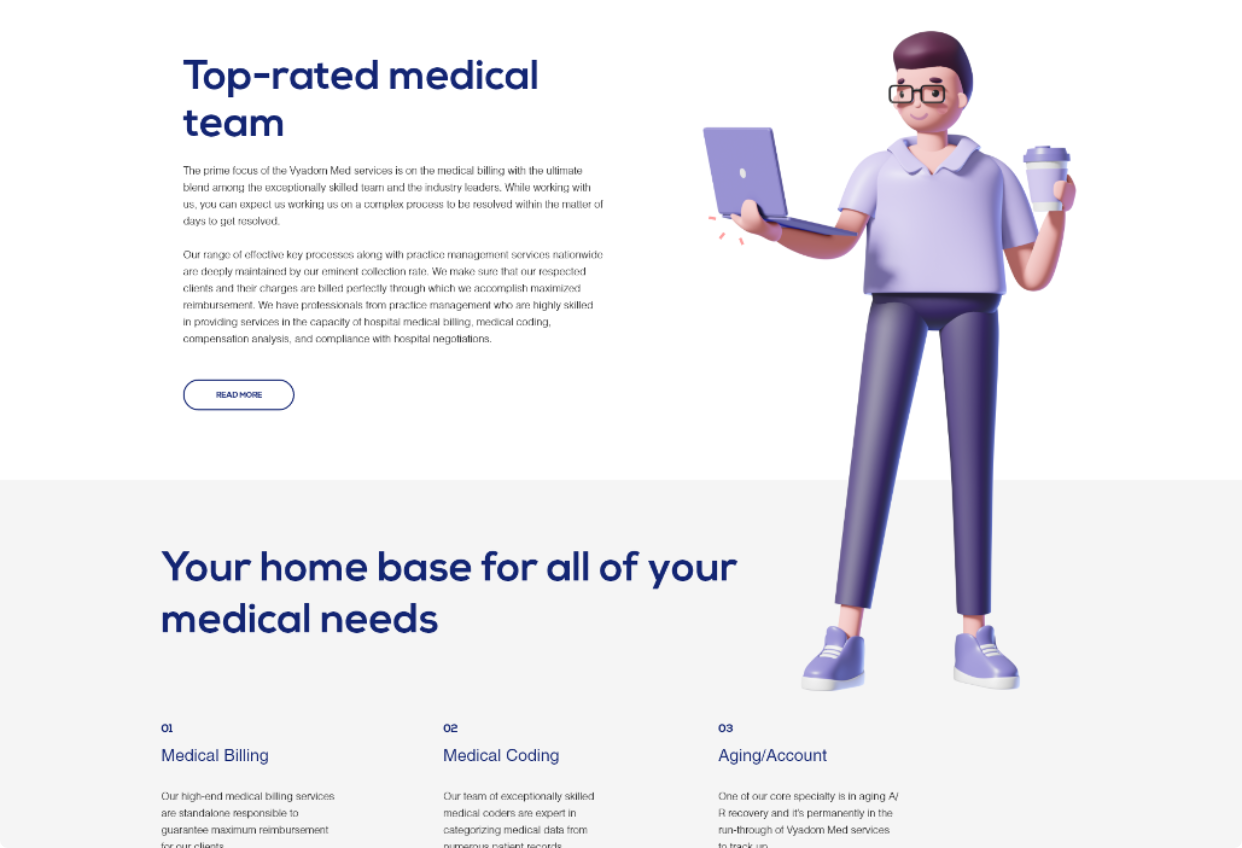 Top-rated medical
team
The prime focus of the Vyadom Med services is on the medical billing with the ultimate
blend among the exceptionally skilled team and the industry leaders. While working with
us, you can expect us working us on a complex process to be resolved within the matter of
days to get resolved.
Our range of effective key processes along with practice management services nationwide
are deeply maintained by our eminent collection rate. We make sure that our respected
clients and their charges are billed perfectly through which we accomplish maximized
reimbursement. We have professionals from practice management who are highly skilled
in providing services in the capacity of hospital medical billing, medical coding,
compensation analysis, and compliance with hospital negotiations.
READ MORE
Your home base for all of your
medical needs
01
Medical Billing
Our high-end medical billing services
are standalone responsible to
guarantee maximum reimbursement
for our clients
02
Medical Coding
Our team of exceptionally skilled
medical coders are expert in
categorizing medical data from
numerous patient records
03
Aging/Account
One of our core specialty is in aging A/
R recovery and it's permanently in the
run-through of Vyadom Med services
to track up